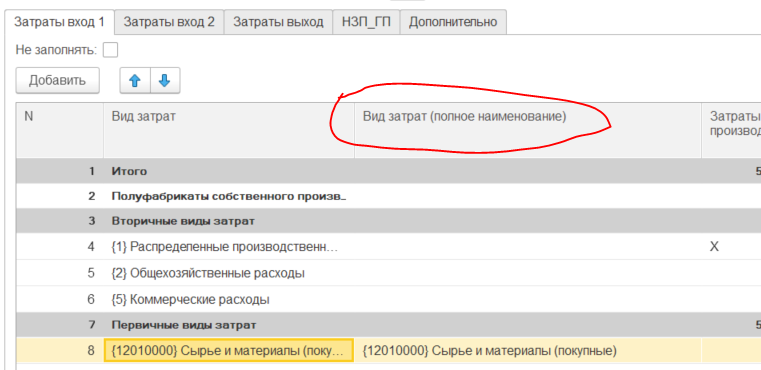 Затраты вход 1 Затраты вход 2 Затраты выход НЗП_ГП Дополнительно
Не заполнять:
Добавить
N Вид затрат Вид затрат (полное наименование) Затраты
производ
1 Итого 5
2 Полуфабрикаты собственного произв...
3 Вторичные виды затрат
4 {1} Распределенные производственн... X
5 {2} Общехозяйственные расходы
6 {5} Коммерческие расходы
7 Первичные виды затрат 5
8 {12010000} Сырье и материалы (поку... {12010000} Сырье и материалы (покупные)